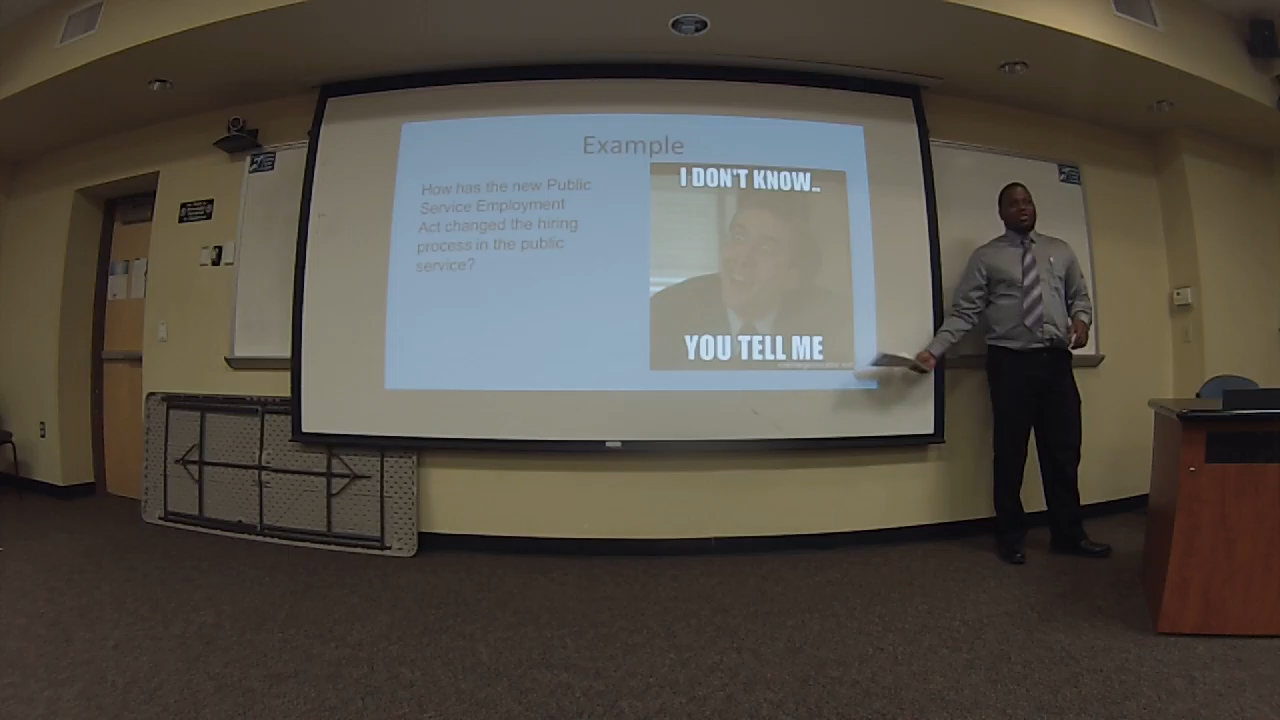 Example
How has the new Public
Service Employment
Act changed the hiring
process in the public
service?
I DON'T KNOW..
YOU TELL ME